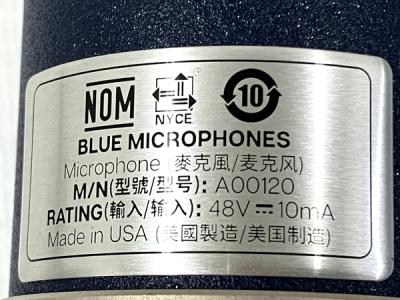 NOM
NYCE
10
BLUE MICROPHONES
Microphone (麥克風/麦克风)
M/N(型號/型号): A00120
RATING(輸入/输入): 48V ⎓ 10mA
Made in USA (美國製造/美国制造)